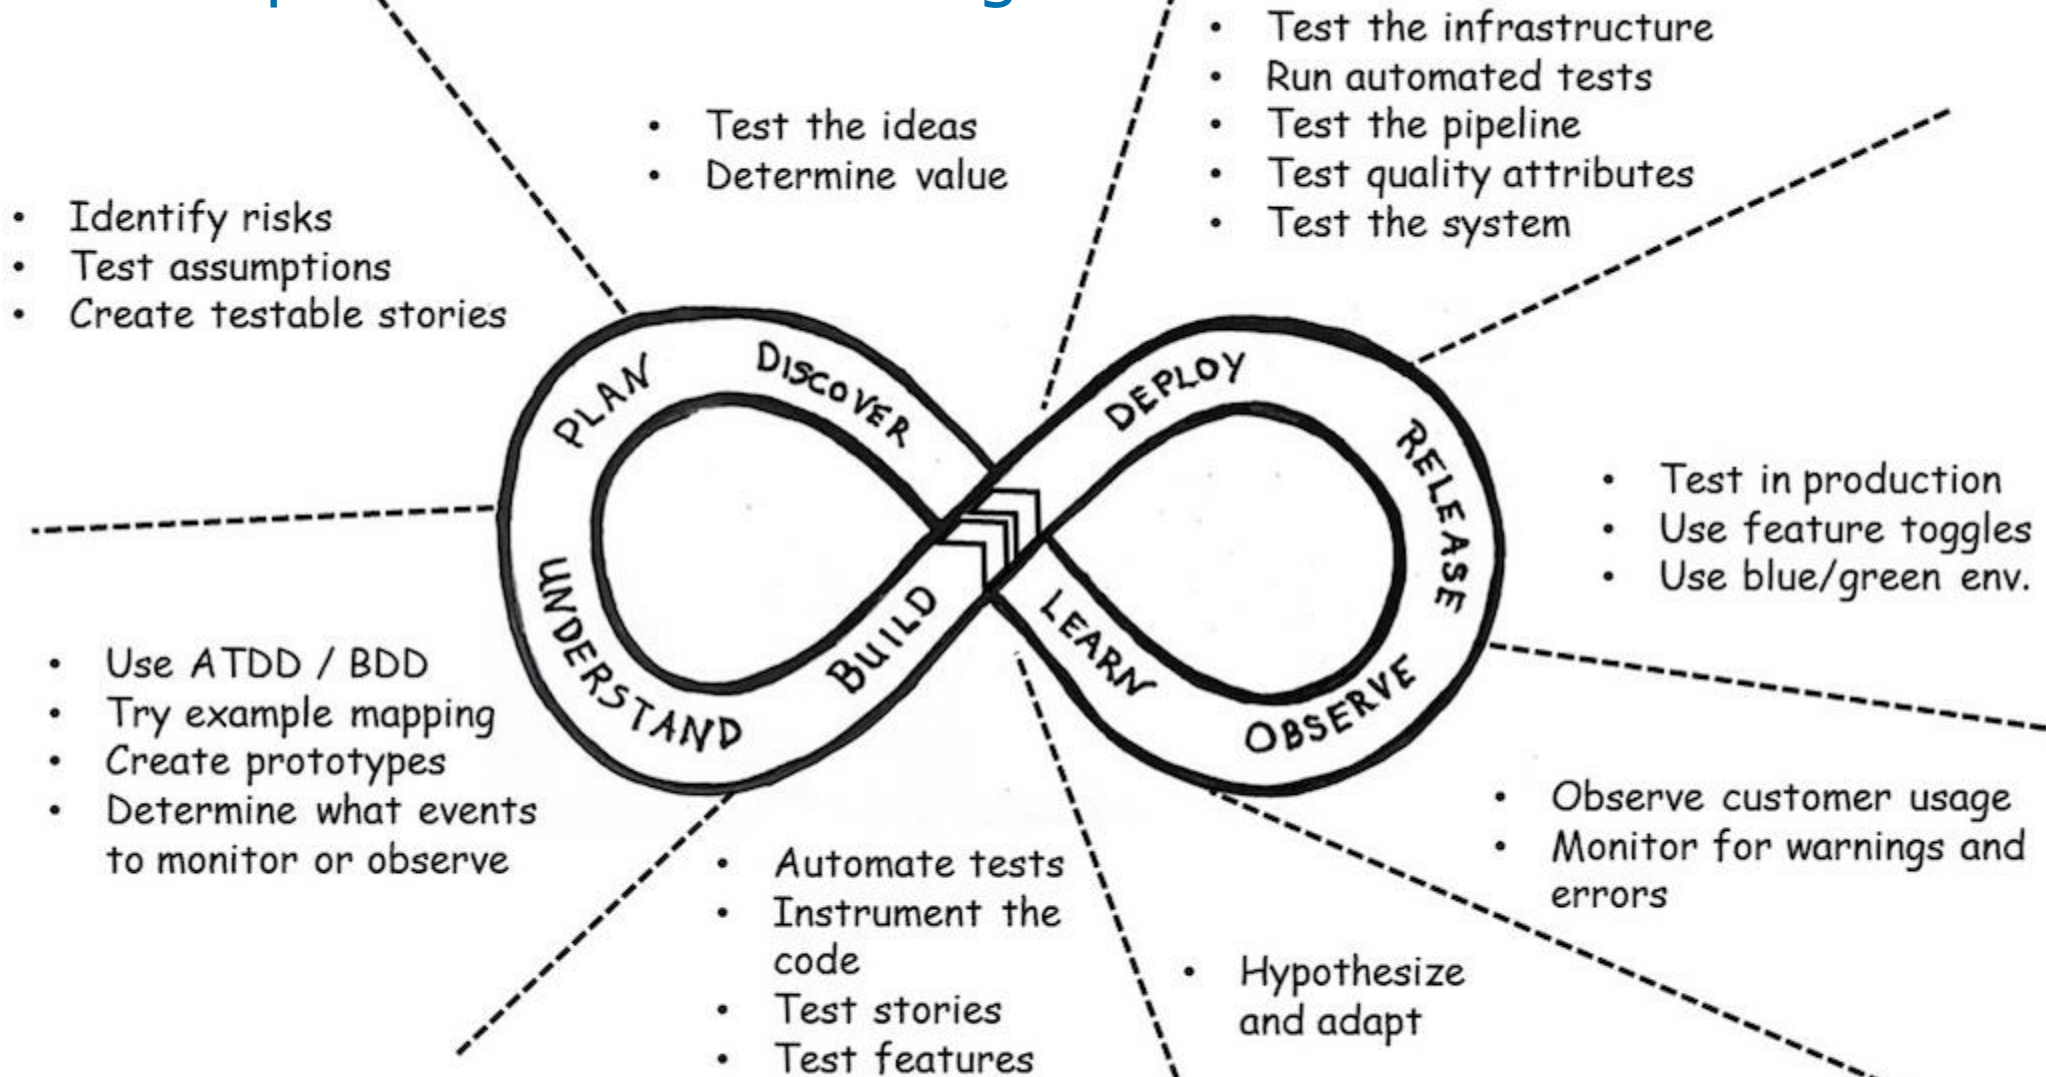 • Test the ideas
• Determine value
• Identify risks
• Test assumptions
• Create testable stories
• Use ATDD / BDD
• Try example mapping
• Create prototypes
• Determine what events
to monitor or observe
• Automate tests
• Instrument the
code
• Test stories
• Test features
• Test the infrastructure
• Run automated tests
• Test the pipeline
• Test quality attributes
• Test the system
• Test in production
• Use feature toggles
• Use blue/green env.
• Observe customer usage
• Monitor for warnings and
errors
• Hypothesize
and adapt
DISCOVER
PLAN
UNDERSTAND
BUILD
DEPLOY
RELEASE
OBSERVE
LEARN